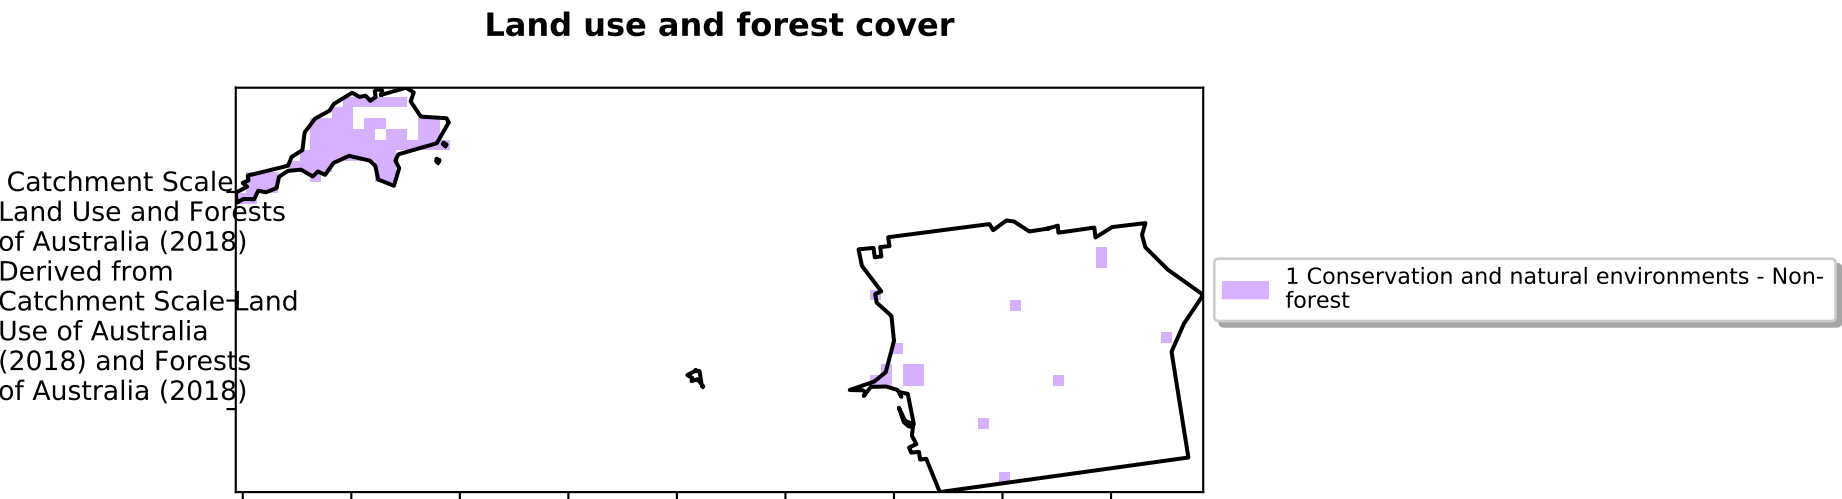 Land use and forest cover
Catchment Scale
Land Use and Forests
of Australia (2018)
Derived from
Catchment Scale Land
Use of Australia
(2018) and Forests
of Australia (2018)
1 Conservation and natural environments - Non-
forest